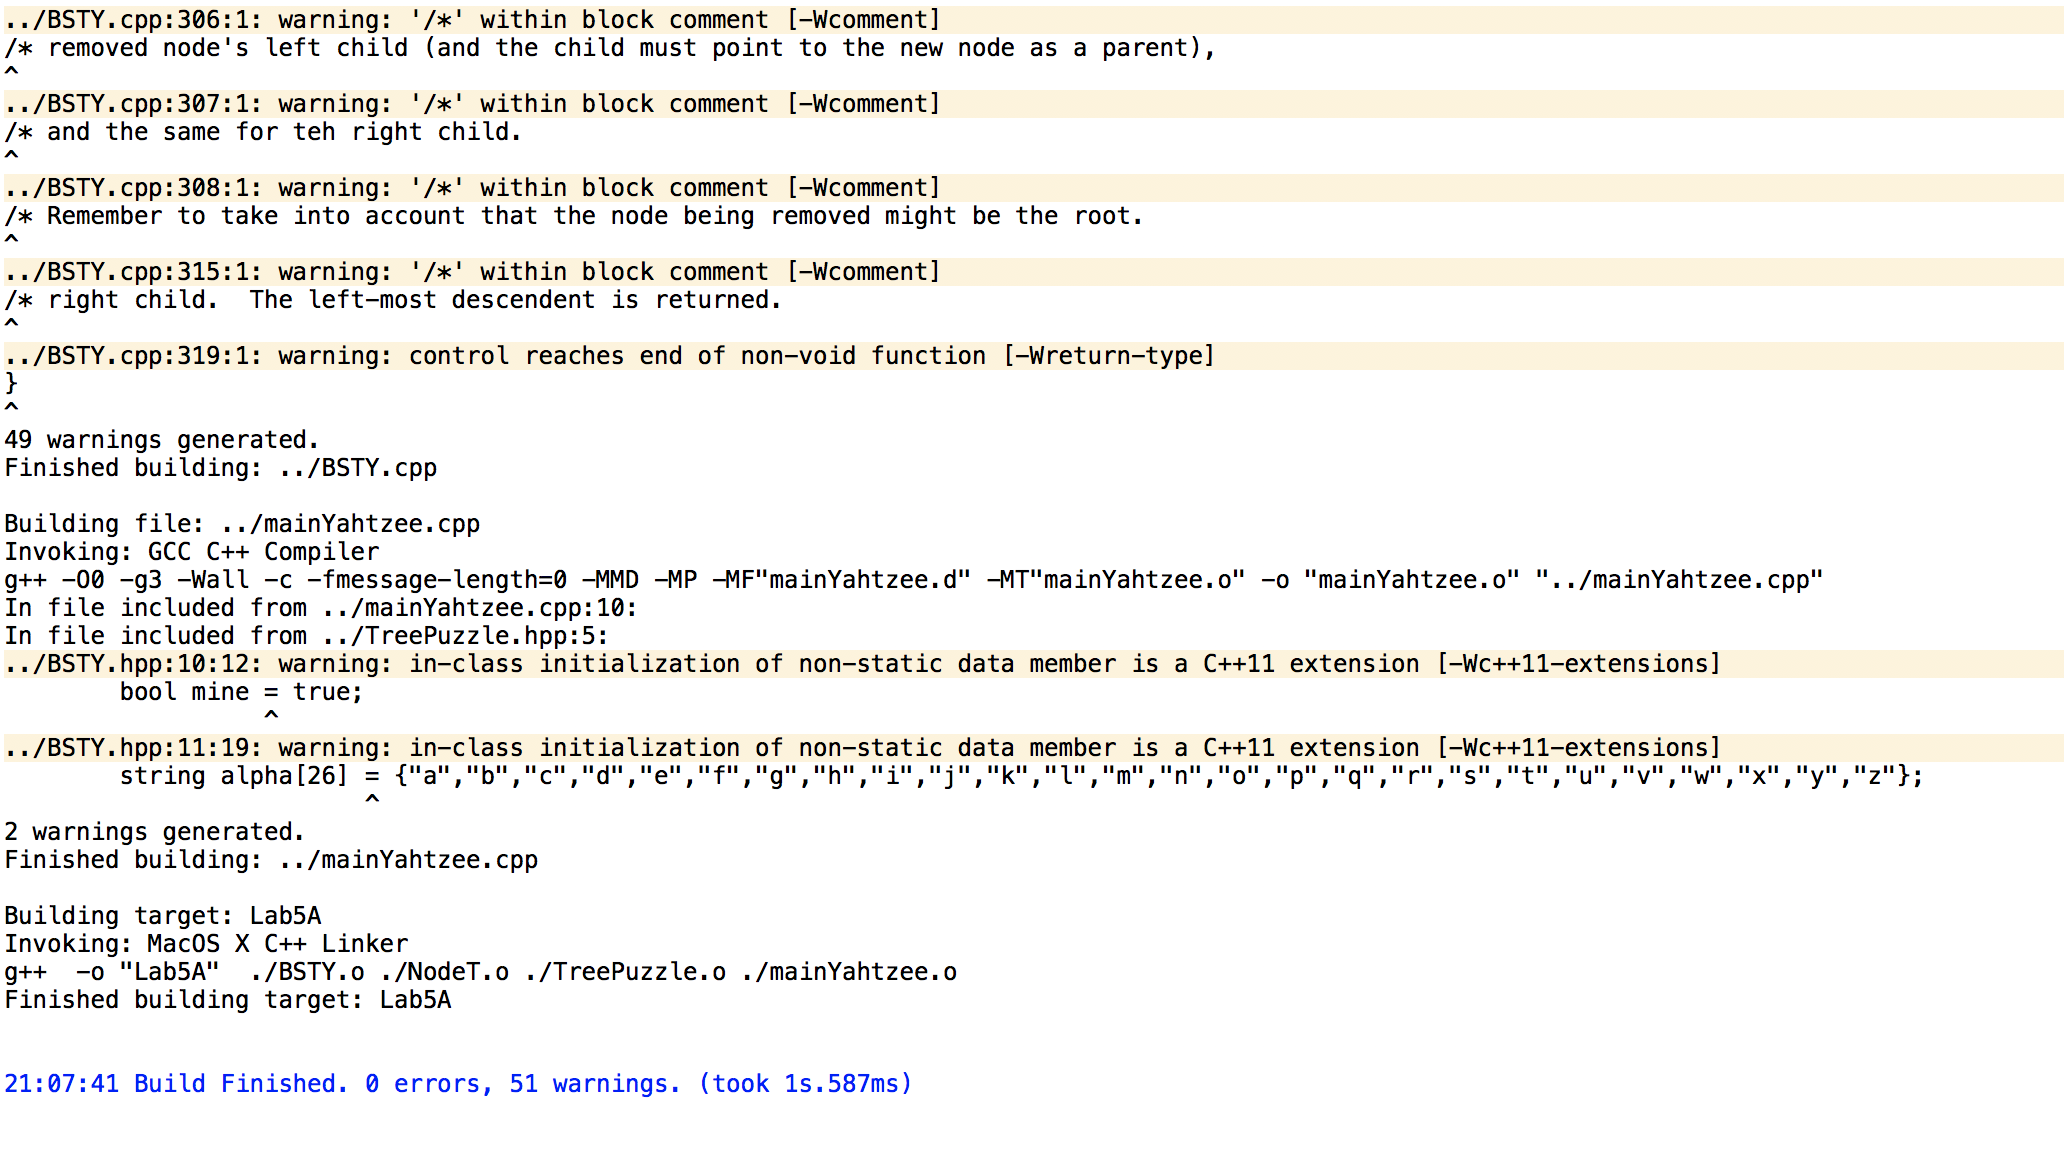 ../BSTY.cpp:306:1: warning: '/*' within block comment [-Wcomment]
/* removed node's left child (and the child must point to the new node as a parent),
^
../BSTY.cpp:307:1: warning: '/*' within block comment [-Wcomment]
/* and the same for teh right child.
^
../BSTY.cpp:308:1: warning: '/*' within block comment [-Wcomment]
/* Remember to take into account that the node being removed might be the root.
^
../BSTY.cpp:315:1: warning: '/*' within block comment [-Wcomment]
/* right child.  The left-most descendent is returned.
^
../BSTY.cpp:319:1: warning: control reaches end of non-void function [-Wreturn-type]
}
^
49 warnings generated.
Finished building: ../BSTY.cpp

Building file: ../mainYahtzee.cpp
Invoking: GCC C++ Compiler
g++ -O0 -g3 -Wall -c -fmessage-length=0 -MMD -MP -MF"mainYahtzee.d" -MT"mainYahtzee.o" -o "mainYahtzee.o" "../mainYahtzee.cpp"
In file included from ../mainYahtzee.cpp:10:
In file included from ../TreePuzzle.hpp:5:
../BSTY.hpp:10:12: warning: in-class initialization of non-static data member is a C++11 extension [-Wc++11-extensions]
        bool mine = true;
                  ^
../BSTY.hpp:11:19: warning: in-class initialization of non-static data member is a C++11 extension [-Wc++11-extensions]
        string alpha[26] = {"a","b","c","d","e","f","g","h","i","j","k","l","m","n","o","p","q","r","s","t","u","v","w","x","y","z"};
                         ^
2 warnings generated.
Finished building: ../mainYahtzee.cpp

Building target: Lab5A
Invoking: MacOS X C++ Linker
g++  -o "Lab5A"  ./BSTY.o ./NodeT.o ./TreePuzzle.o ./mainYahtzee.o
Finished building target: Lab5A

21:07:41 Build Finished. 0 errors, 51 warnings. (took 1s.587ms)